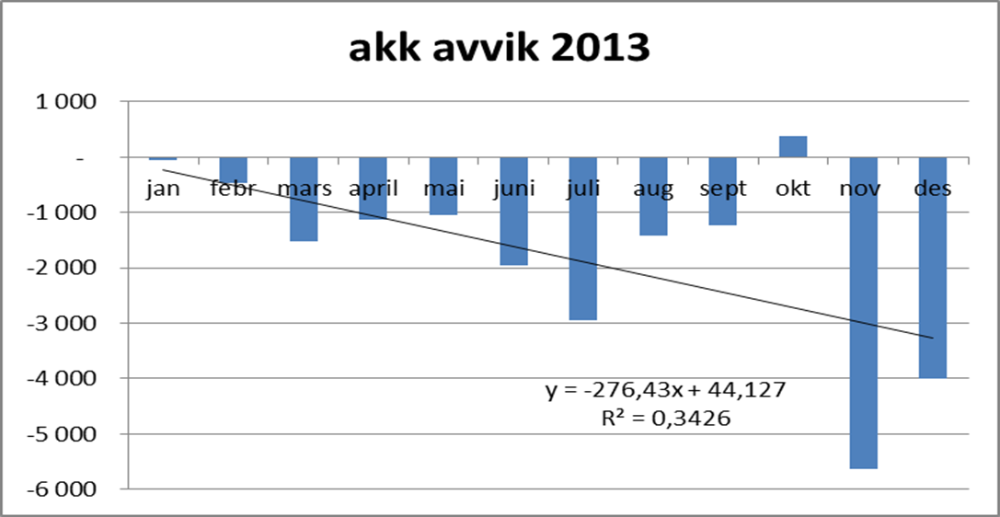 akk avvik 2013
1 000
-
jan febr mars april mai juni juli aug sept okt nov des
-1 000
-2 000
-3 000
-4 000
y = -276,43x + 44,127
R² = 0,3426
-5 000
-6 000